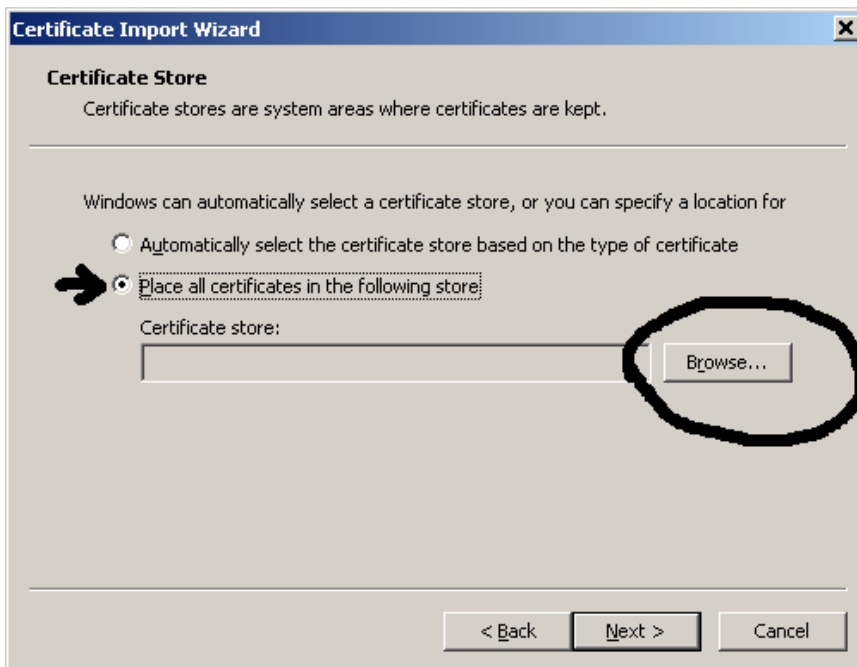 Certificate Import Wizard
Certificate Store
Certificate stores are system areas where certificates are kept.
Windows can automatically select a certificate store, or you can specify a location for
Automatically select the certificate store based on the type of certificate
Place all certificates in the following store
Certificate store:
Browse...
< Back Next > Cancel